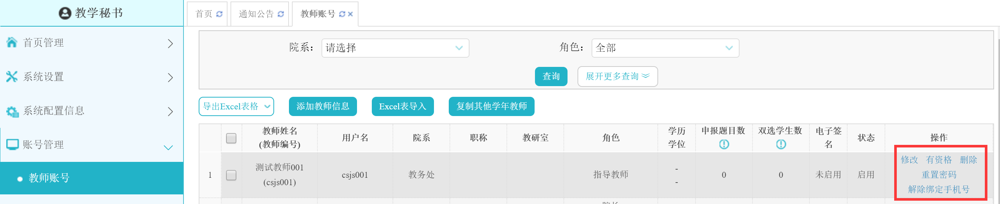 教学秘书
首页 通知公告 教师账号
首页管理
系统设置
系统配置信息
账号管理
教师账号
院系： 请选择 角色： 全部
查询 展开更多查询
导出Excel表格 添加教师信息 Excel表导入 复制其他学年教师
教师姓名
(教师编号) 用户名 院系 职称 教研室 角色 学历
学位 申报题目数 双选学生数 电子签
名 状态 操作
1 测试教师001
(csjs001) csjs001 教务处 指导教师 -
- 0 0 未启用 启用 修改 有资格 删除
重置密码
解除绑定手机号